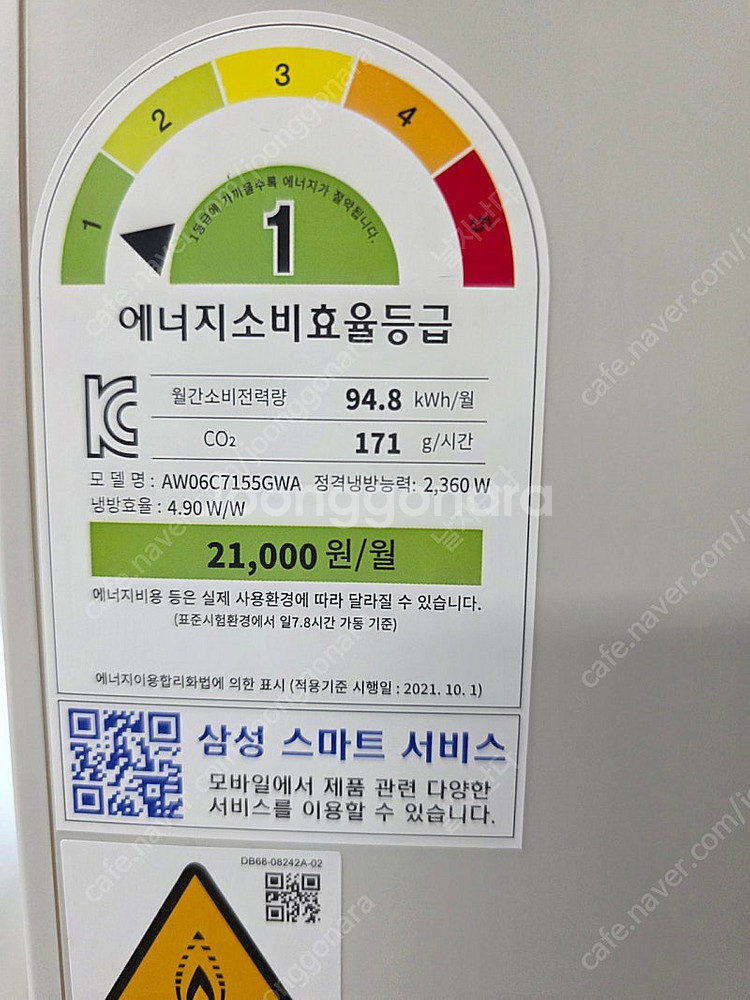 1 2 3 4 5
1등급에 가까울수록 에너지가 절약됩니다.
1
에너지소비효율등급
월간소비전력량 94.8 kWh/월
CO₂ 171 g/시간
모 델 명 : AW06C7155GWA 정격냉방능력: 2,360 W
냉방효율 : 4.90 W/W
21,000 원/월
에너지비용 등은 실제 사용환경에 따라 달라질 수 있습니다.
(표준시험환경에서 일7.8시간 가동 기준)
에너지이용합리화법에 의한 표시 (적용기준 시행일 : 2021. 10. 1)
삼성 스마트 서비스
모바일에서 제품 관련 다양한
서비스를 이용할 수 있습니다.
DB68-08242A-02
joonggonara
cafe.naver.com/joonggonara